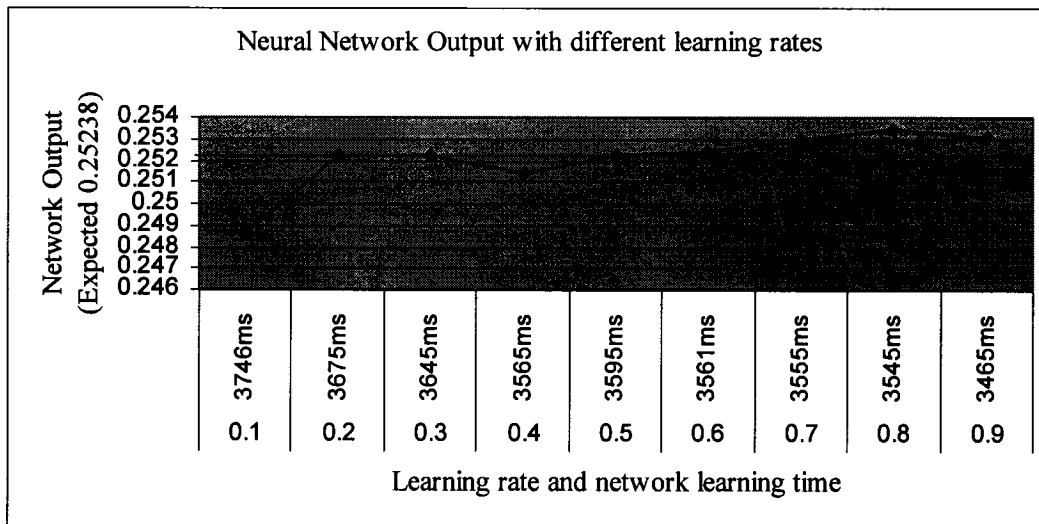 Neural Network Output with different learning rates
Network Output
(Expected 0.25238)
0.254
0.253
0.252
0.251
0.25
0.249
0.248
0.247
0.246
3746ms 3675ms 3645ms 3565ms 3595ms 3561ms 3555ms 3545ms 3465ms
0.1 0.2 0.3 0.4 0.5 0.6 0.7 0.8 0.9
Learning rate and network learning time